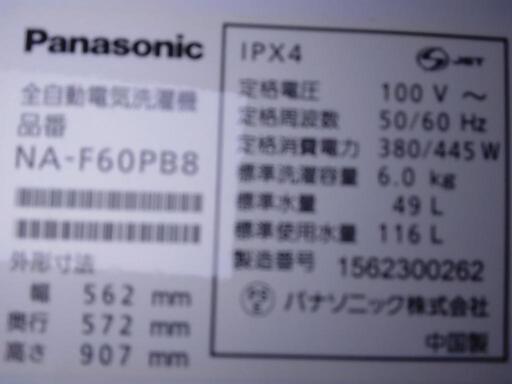 Panasonic
全自動電気洗濯機
品番
NA-F60PB8
外形寸法
幅 562 mm
奥行 572 mm
高さ 907 mm
IPX4
JET
定格電圧 100 V ～
定格周波数 50/60 Hz
定格消費電力 380/445 W
標準洗濯容量 6.0 kg
標準水量 49 L
標準使用水量 116 L
製造番号 1562300262
パナソニック株式会社
中国製